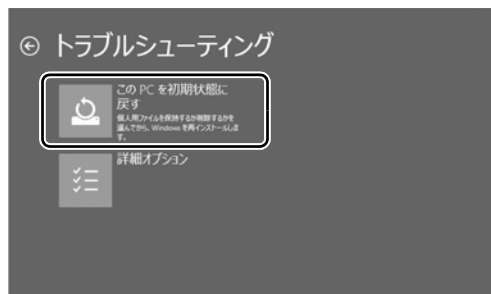 トラブルシューティング
この PC を初期状態に
戻す
個人用ファイルを保持するか削除するかを
選んでから、Windows を再インストールしま
す。
詳細オプション